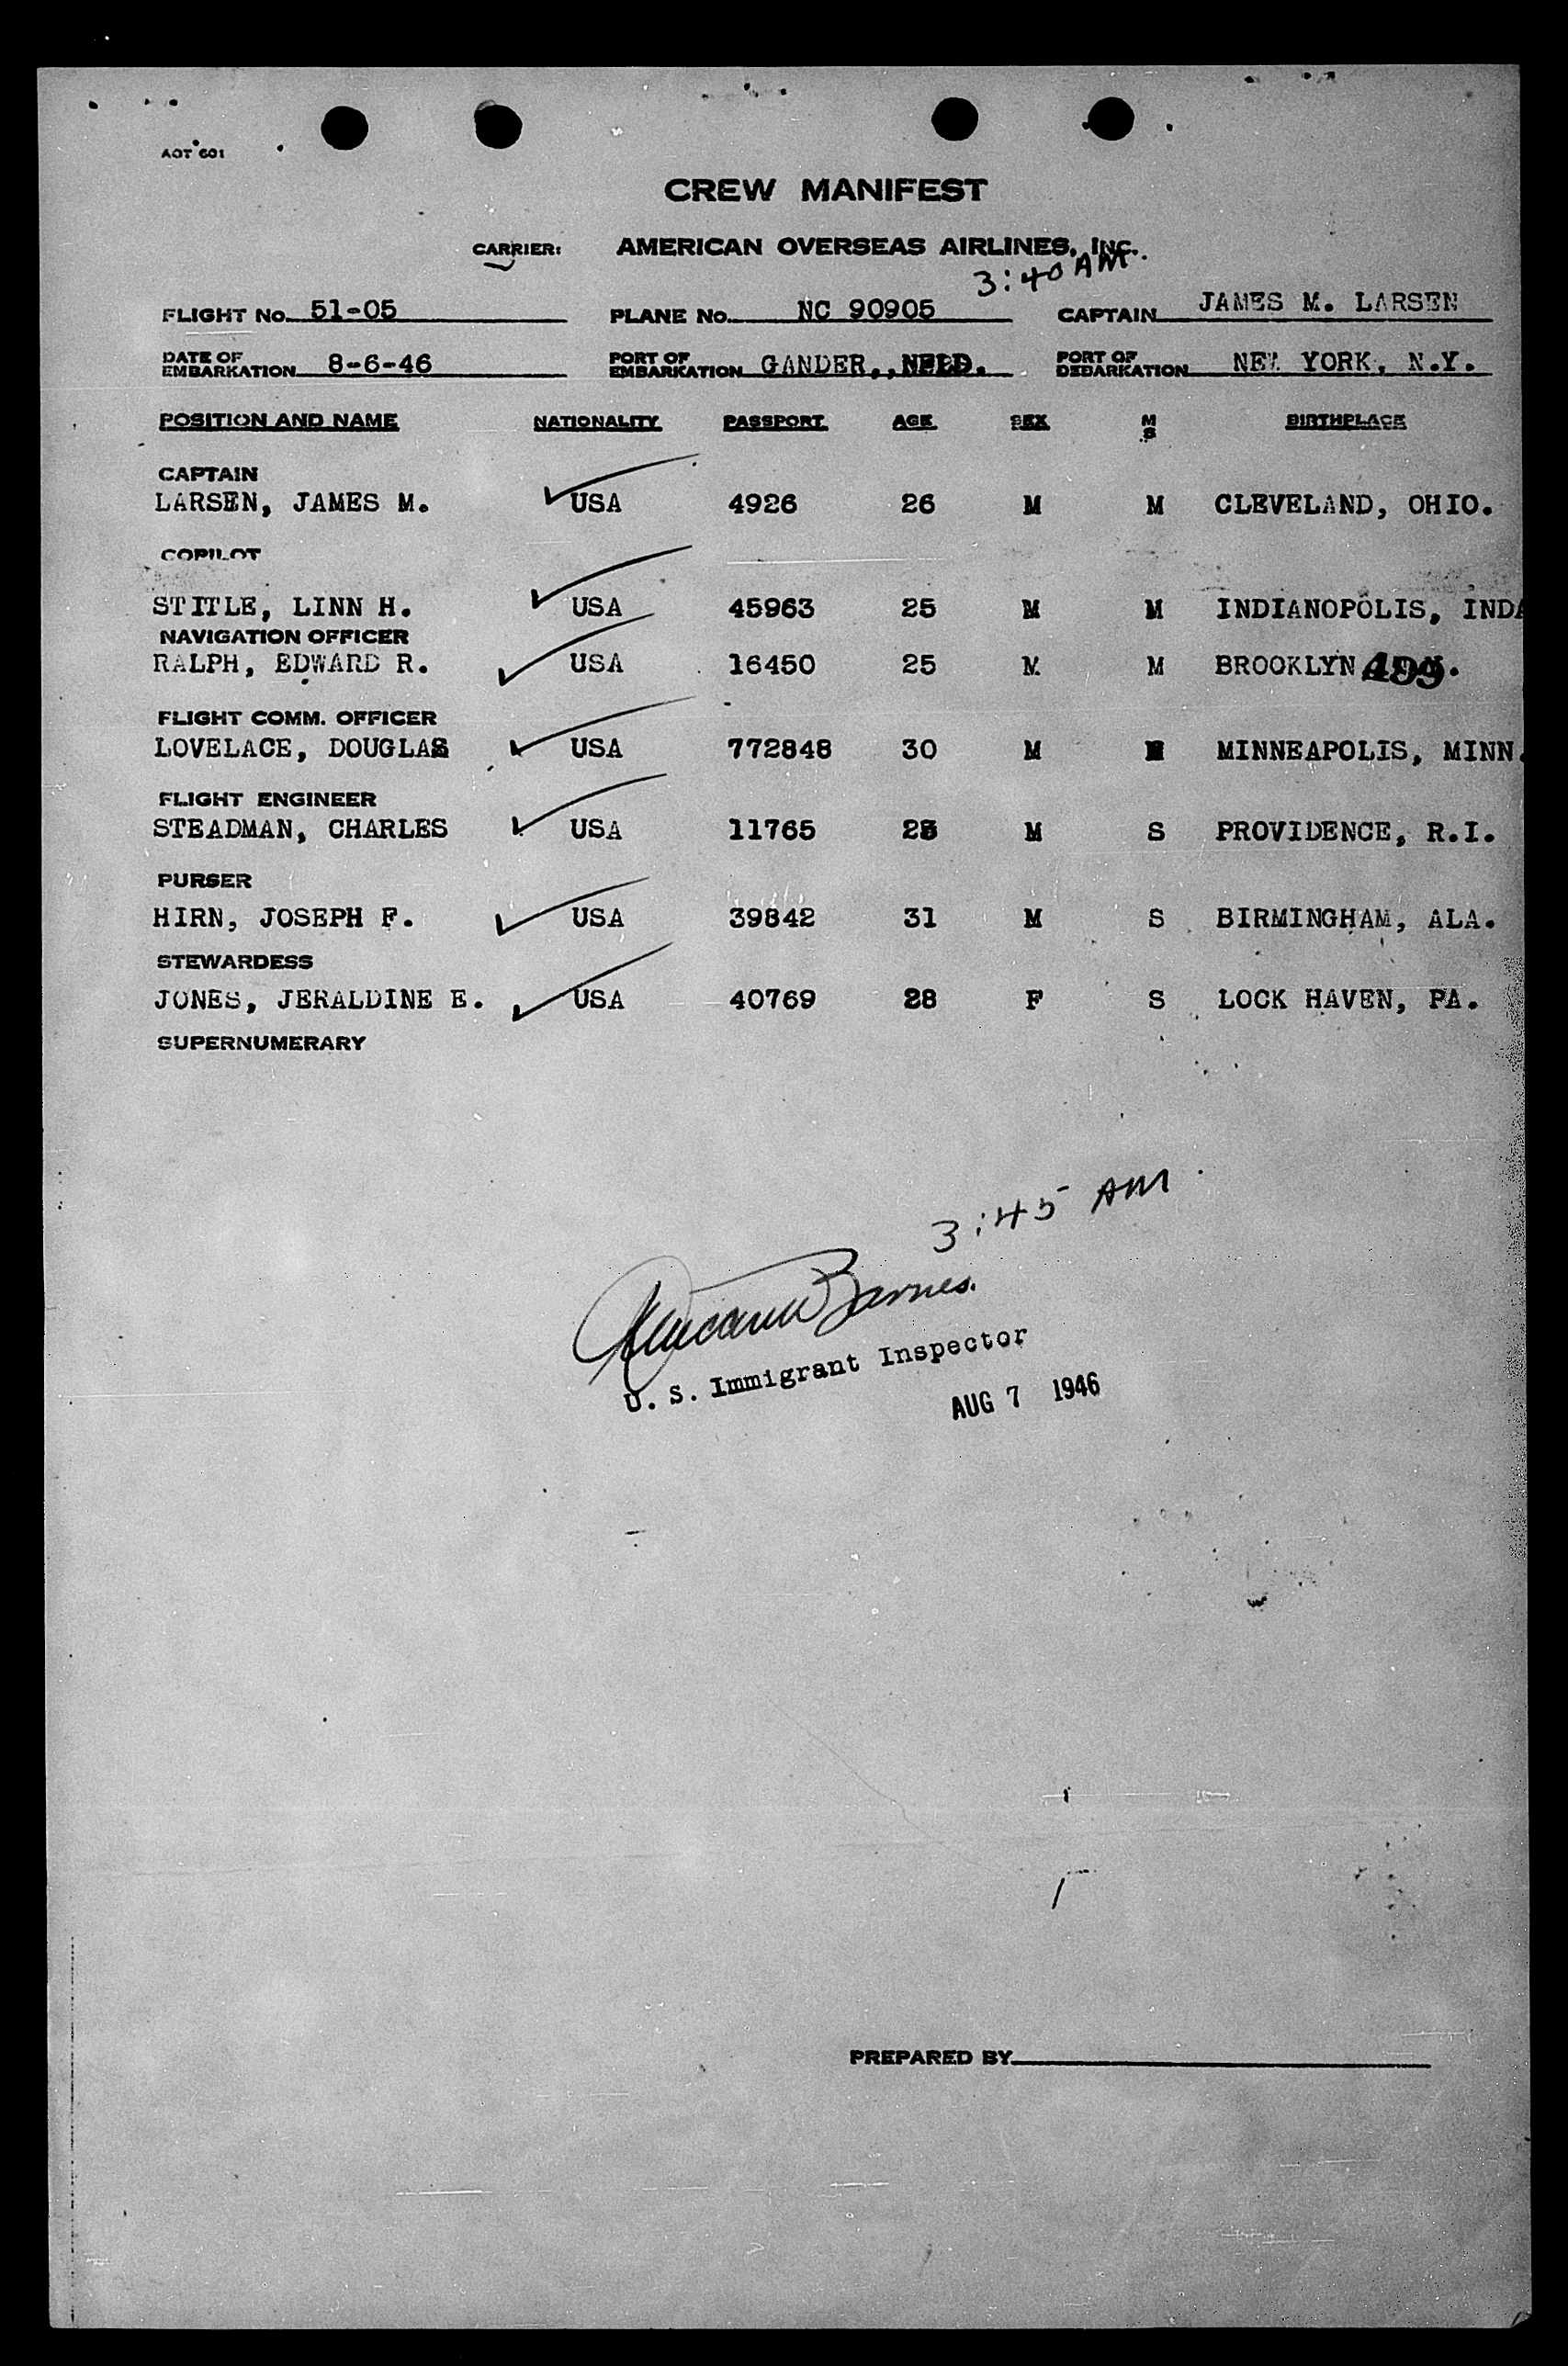 AOT 601
CREW MANIFEST
CARRIER: AMERICAN OVERSEAS AIRLINES, INC.
3:40 AM.
FLIGHT No. 51-05 PLANE No. NC 90905 CAPTAIN JAMES M. LARSEN
DATE OF EMBARKATION 8-6-46 PORT OF EMBARKATION GANDER,, NFLD. PORT OF DEBARKATION NEW YORK, N.Y.
POSITION AND NAME NATIONALITY PASSPORT AGE SEX M S BIRTHPLACE
CAPTAIN
LARSEN, JAMES M. USA 4926 26 M M CLEVELAND, OHIO.
COPILOT
STITLE, LINN H. USA 45963 25 M M INDIANOPOLIS, IND
NAVIGATION OFFICER
RALPH, EDWARD R. USA 16450 25 M M BROOKLYN 499.
FLIGHT COMM. OFFICER
LOVELACE, DOUGLAS USA 772848 30 M MINNEAPOLIS, MINN.
FLIGHT ENGINEER
STEADMAN, CHARLES USA 11765 M S PROVIDENCE, R.I.
PURSER
HIRN, JOSEPH F. USA 39842 31 M S BIRMINGHAM, ALA.
STEWARDESS
JONES, JERALDINE E. USA 40769 28 F S LOCK HAVEN, PA.
SUPERNUMERARY
3:45 AM
Barnes.
U. S. Immigrant Inspector
AUG 7 1946
PREPARED BY